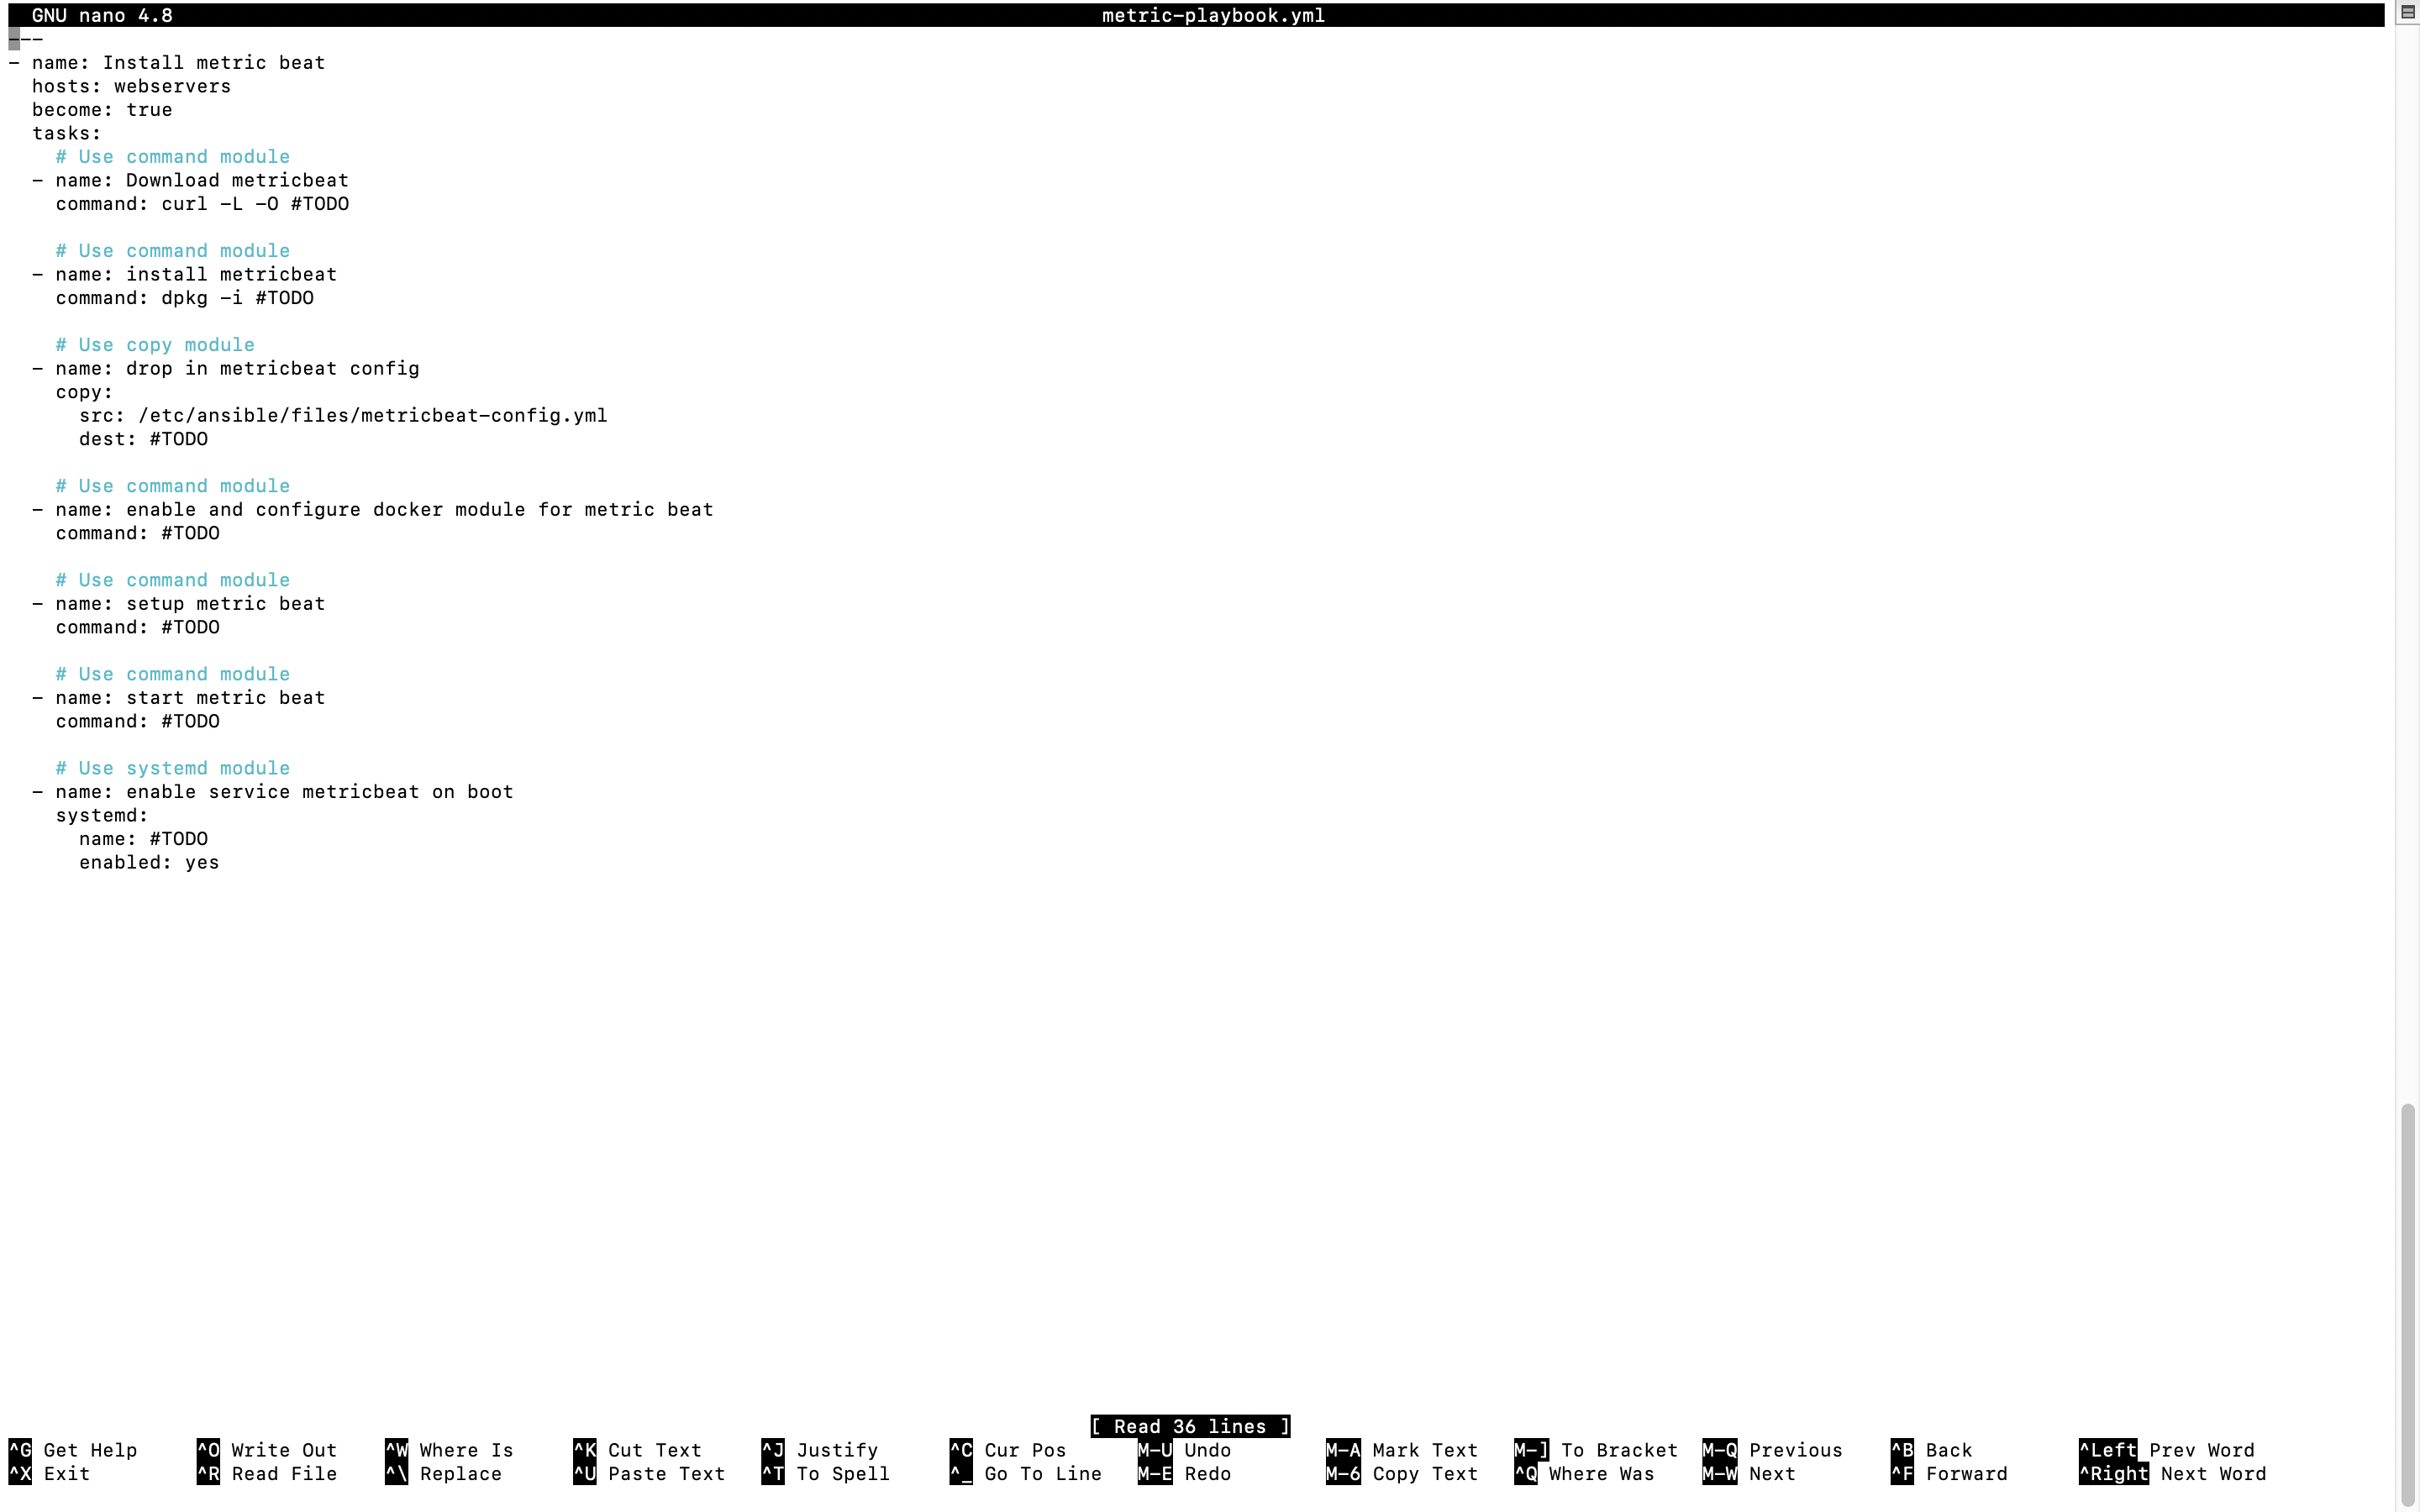 GNU nano 4.8 metric-playbook.yml
---
- name: Install metric beat
  hosts: webservers
  become: true
  tasks:
    # Use command module
  - name: Download metricbeat
    command: curl -L -O #TODO

    # Use command module
  - name: install metricbeat
    command: dpkg -i #TODO

    # Use copy module
  - name: drop in metricbeat config
    copy:
      src: /etc/ansible/files/metricbeat-config.yml
      dest: #TODO

    # Use command module
  - name: enable and configure docker module for metric beat
    command: #TODO

    # Use command module
  - name: setup metric beat
    command: #TODO

    # Use command module
  - name: start metric beat
    command: #TODO

    # Use systemd module
  - name: enable service metricbeat on boot
    systemd:
      name: #TODO
      enabled: yes
[ Read 36 lines ]
^G Get Help ^O Write Out ^W Where Is ^K Cut Text ^J Justify ^C Cur Pos M-U Undo M-A Mark Text M-] To Bracket M-Q Previous ^B Back ^Left Prev Word
^X Exit ^R Read File ^\ Replace ^U Paste Text ^T To Spell ^_ Go To Line M-E Redo M-6 Copy Text ^Q Where Was M-W Next ^F Forward ^Right Next Word